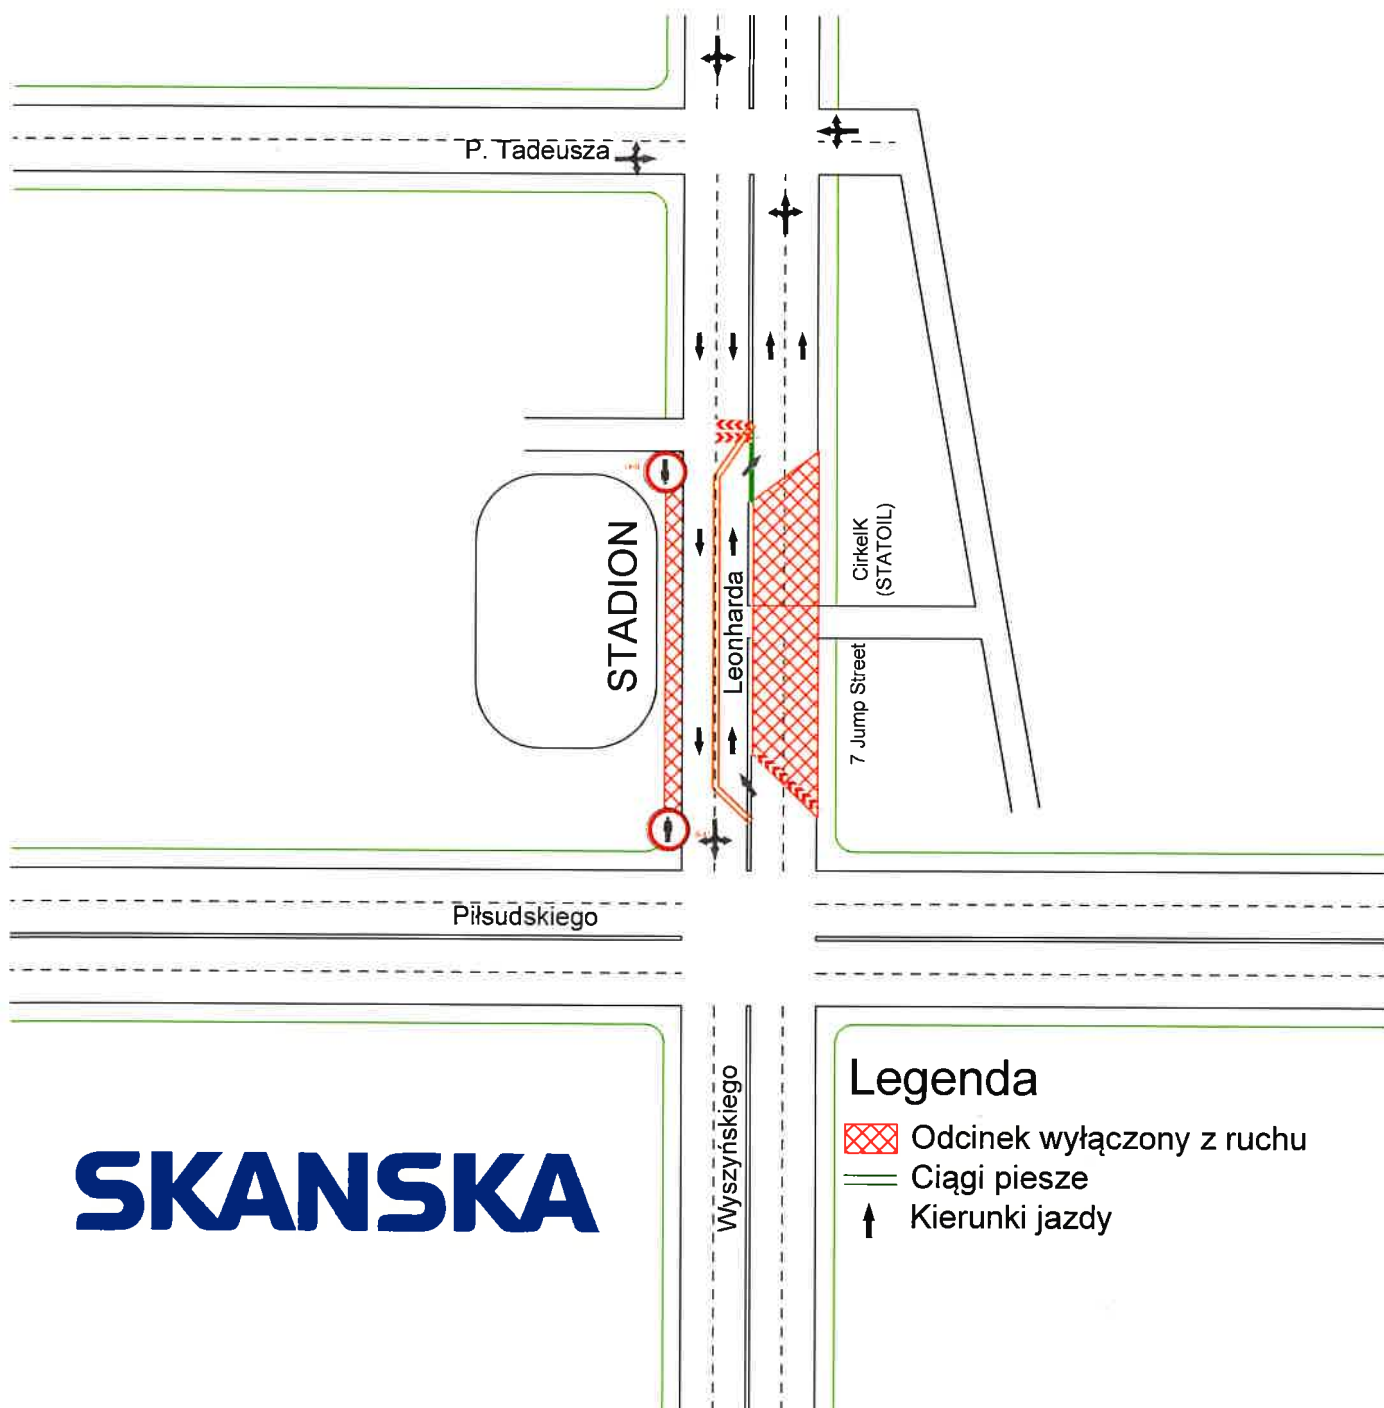 P. Tadeusza
STADION
Leonharda
CirkelK
(STATOIL)
7 Jump Street
Piłsudskiego
Wyszyńskiego
Legenda
Odcinek wyłączony z ruchu
Ciągi piesze
Kierunki jazdy
SKANSKA